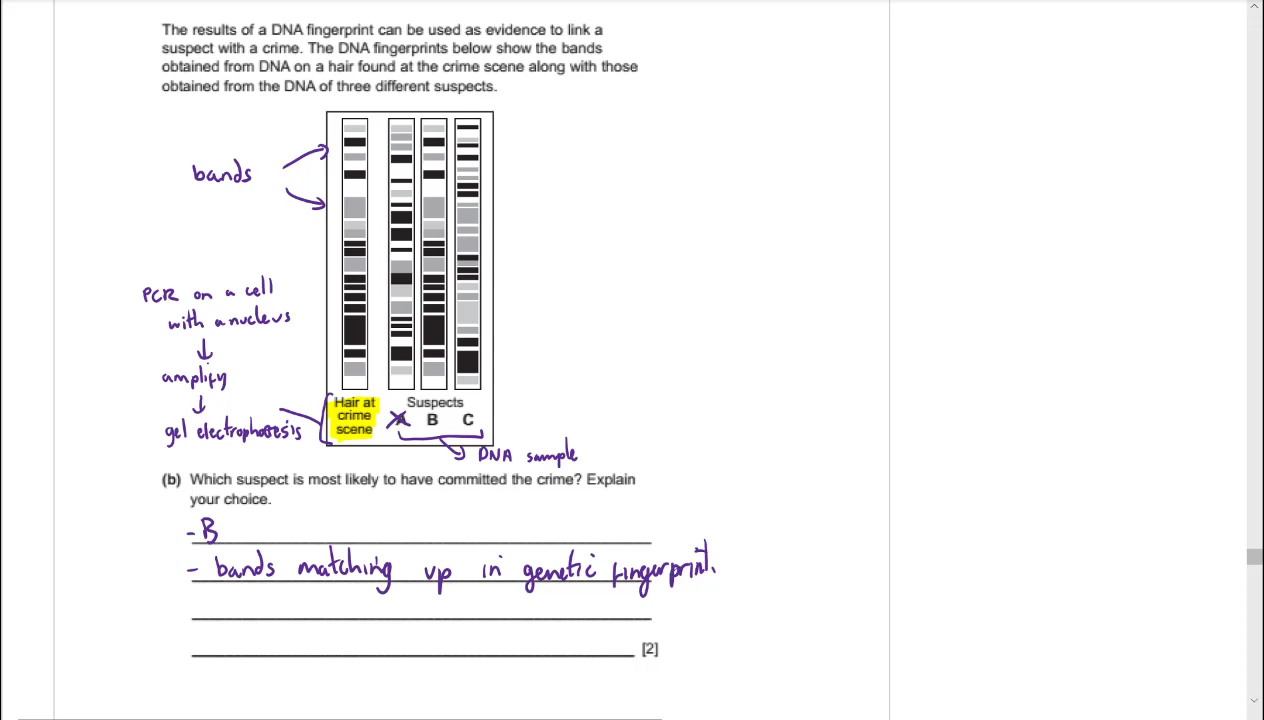 The results of a DNA fingerprint can be used as evidence to link a
suspect with a crime. The DNA fingerprints below show the bands
obtained from DNA on a hair found at the crime scene along with those
obtained from the DNA of three different suspects.
bands
PCR on a cell
with a nucleus
amplify
gel electrophoresis
Hair at
crime
scene
Suspects
A B C
DNA sample
(b) Which suspect is most likely to have committed the crime? Explain
your choice.
- B
- bands matching up in genetic fingerprint.
[2]